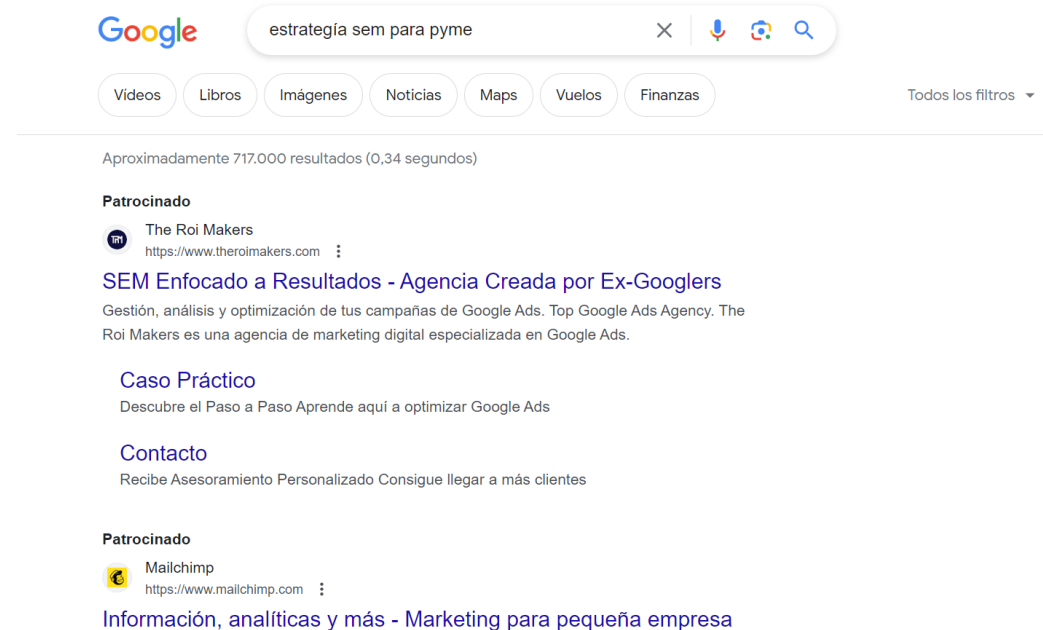 Google
estrategía sem para pyme
Vídeos
Libros
Imágenes
Noticias
Maps
Vuelos
Finanzas
Todos los filtros
Aproximadamente 717.000 resultados (0,34 segundos)
Patrocinado
TRM
The Roi Makers
https://www.theroimakers.com
SEM Enfocado a Resultados - Agencia Creada por Ex-Googlers
Gestión, análisis y optimización de tus campañas de Google Ads. Top Google Ads Agency. The
Roi Makers es una agencia de marketing digital especializada en Google Ads.
Caso Práctico
Descubre el Paso a Paso Aprende aquí a optimizar Google Ads
Contacto
Recibe Asesoramiento Personalizado Consigue llegar a más clientes
Patrocinado
Mailchimp
https://www.mailchimp.com
Información, analíticas y más - Marketing para pequeña empresa